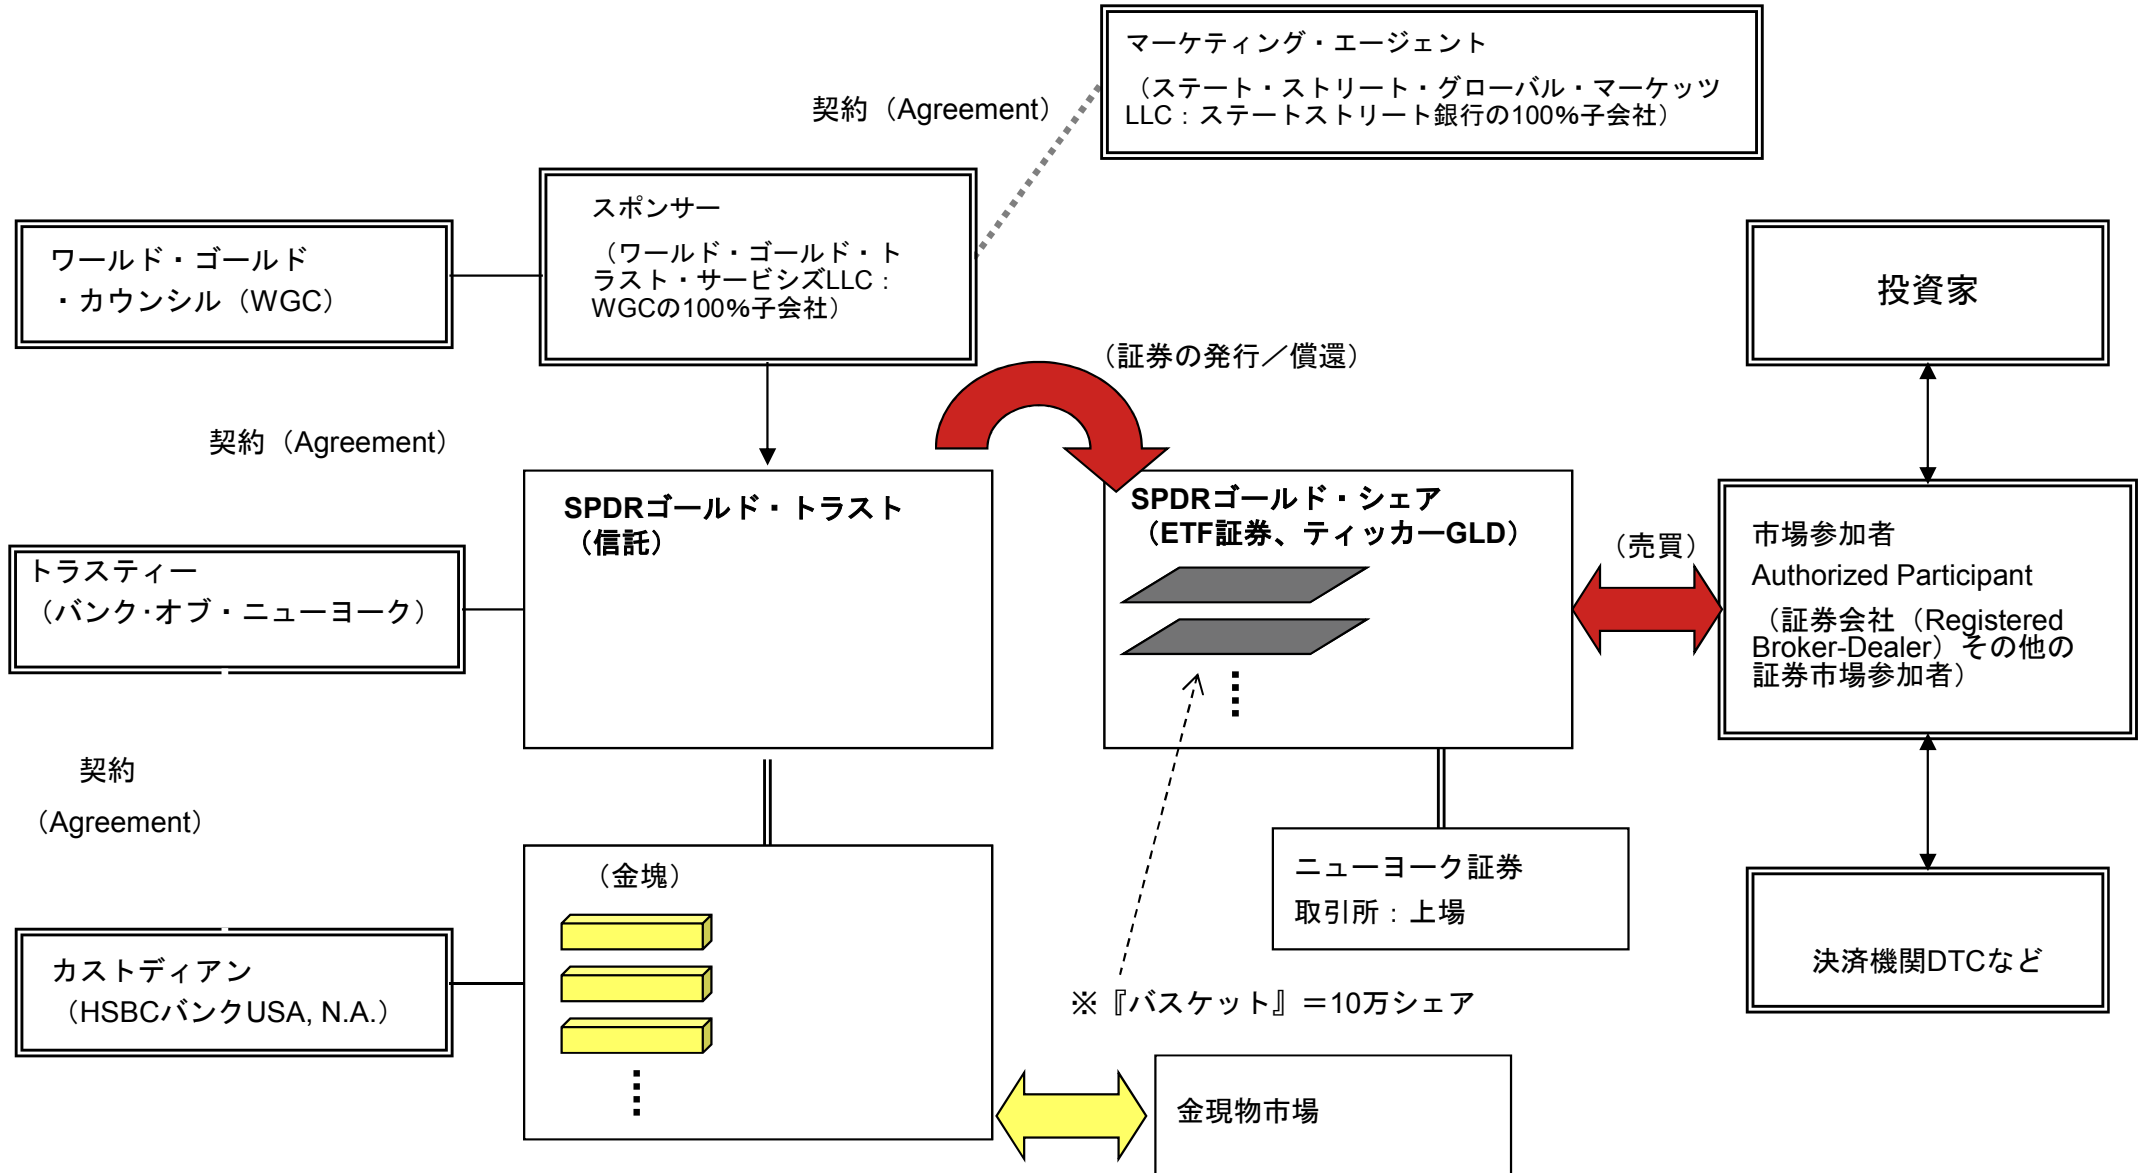 マーケティング・エージェント
（ステート・ストリート・グローバル・マーケッツ
LLC：ステートストリート銀行の100%子会社）
契約（Agreement）
スポンサー
（ワールド・ゴールド・ト
ラスト・サービシズLLC：
WGCの100%子会社）
ワールド・ゴールド
・カウンシル（WGC）
投資家
（証券の発行／償還）
契約（Agreement）
SPDRゴールド・トラスト
（信託）
SPDRゴールド・シェア
（ETF証券、ティッカーGLD）
（売買）
市場参加者
Authorized Participant
（証券会社（Registered
Broker-Dealer）その他の
証券市場参加者）
トラスティー
（バンク･オブ・ニューヨーク）
契約
（Agreement）
（金塊）
ニューヨーク証券
取引所：上場
カストディアン
（HSBCバンクUSA, N.A.）
決済機関DTCなど
※『バスケット』＝10万シェア
金現物市場